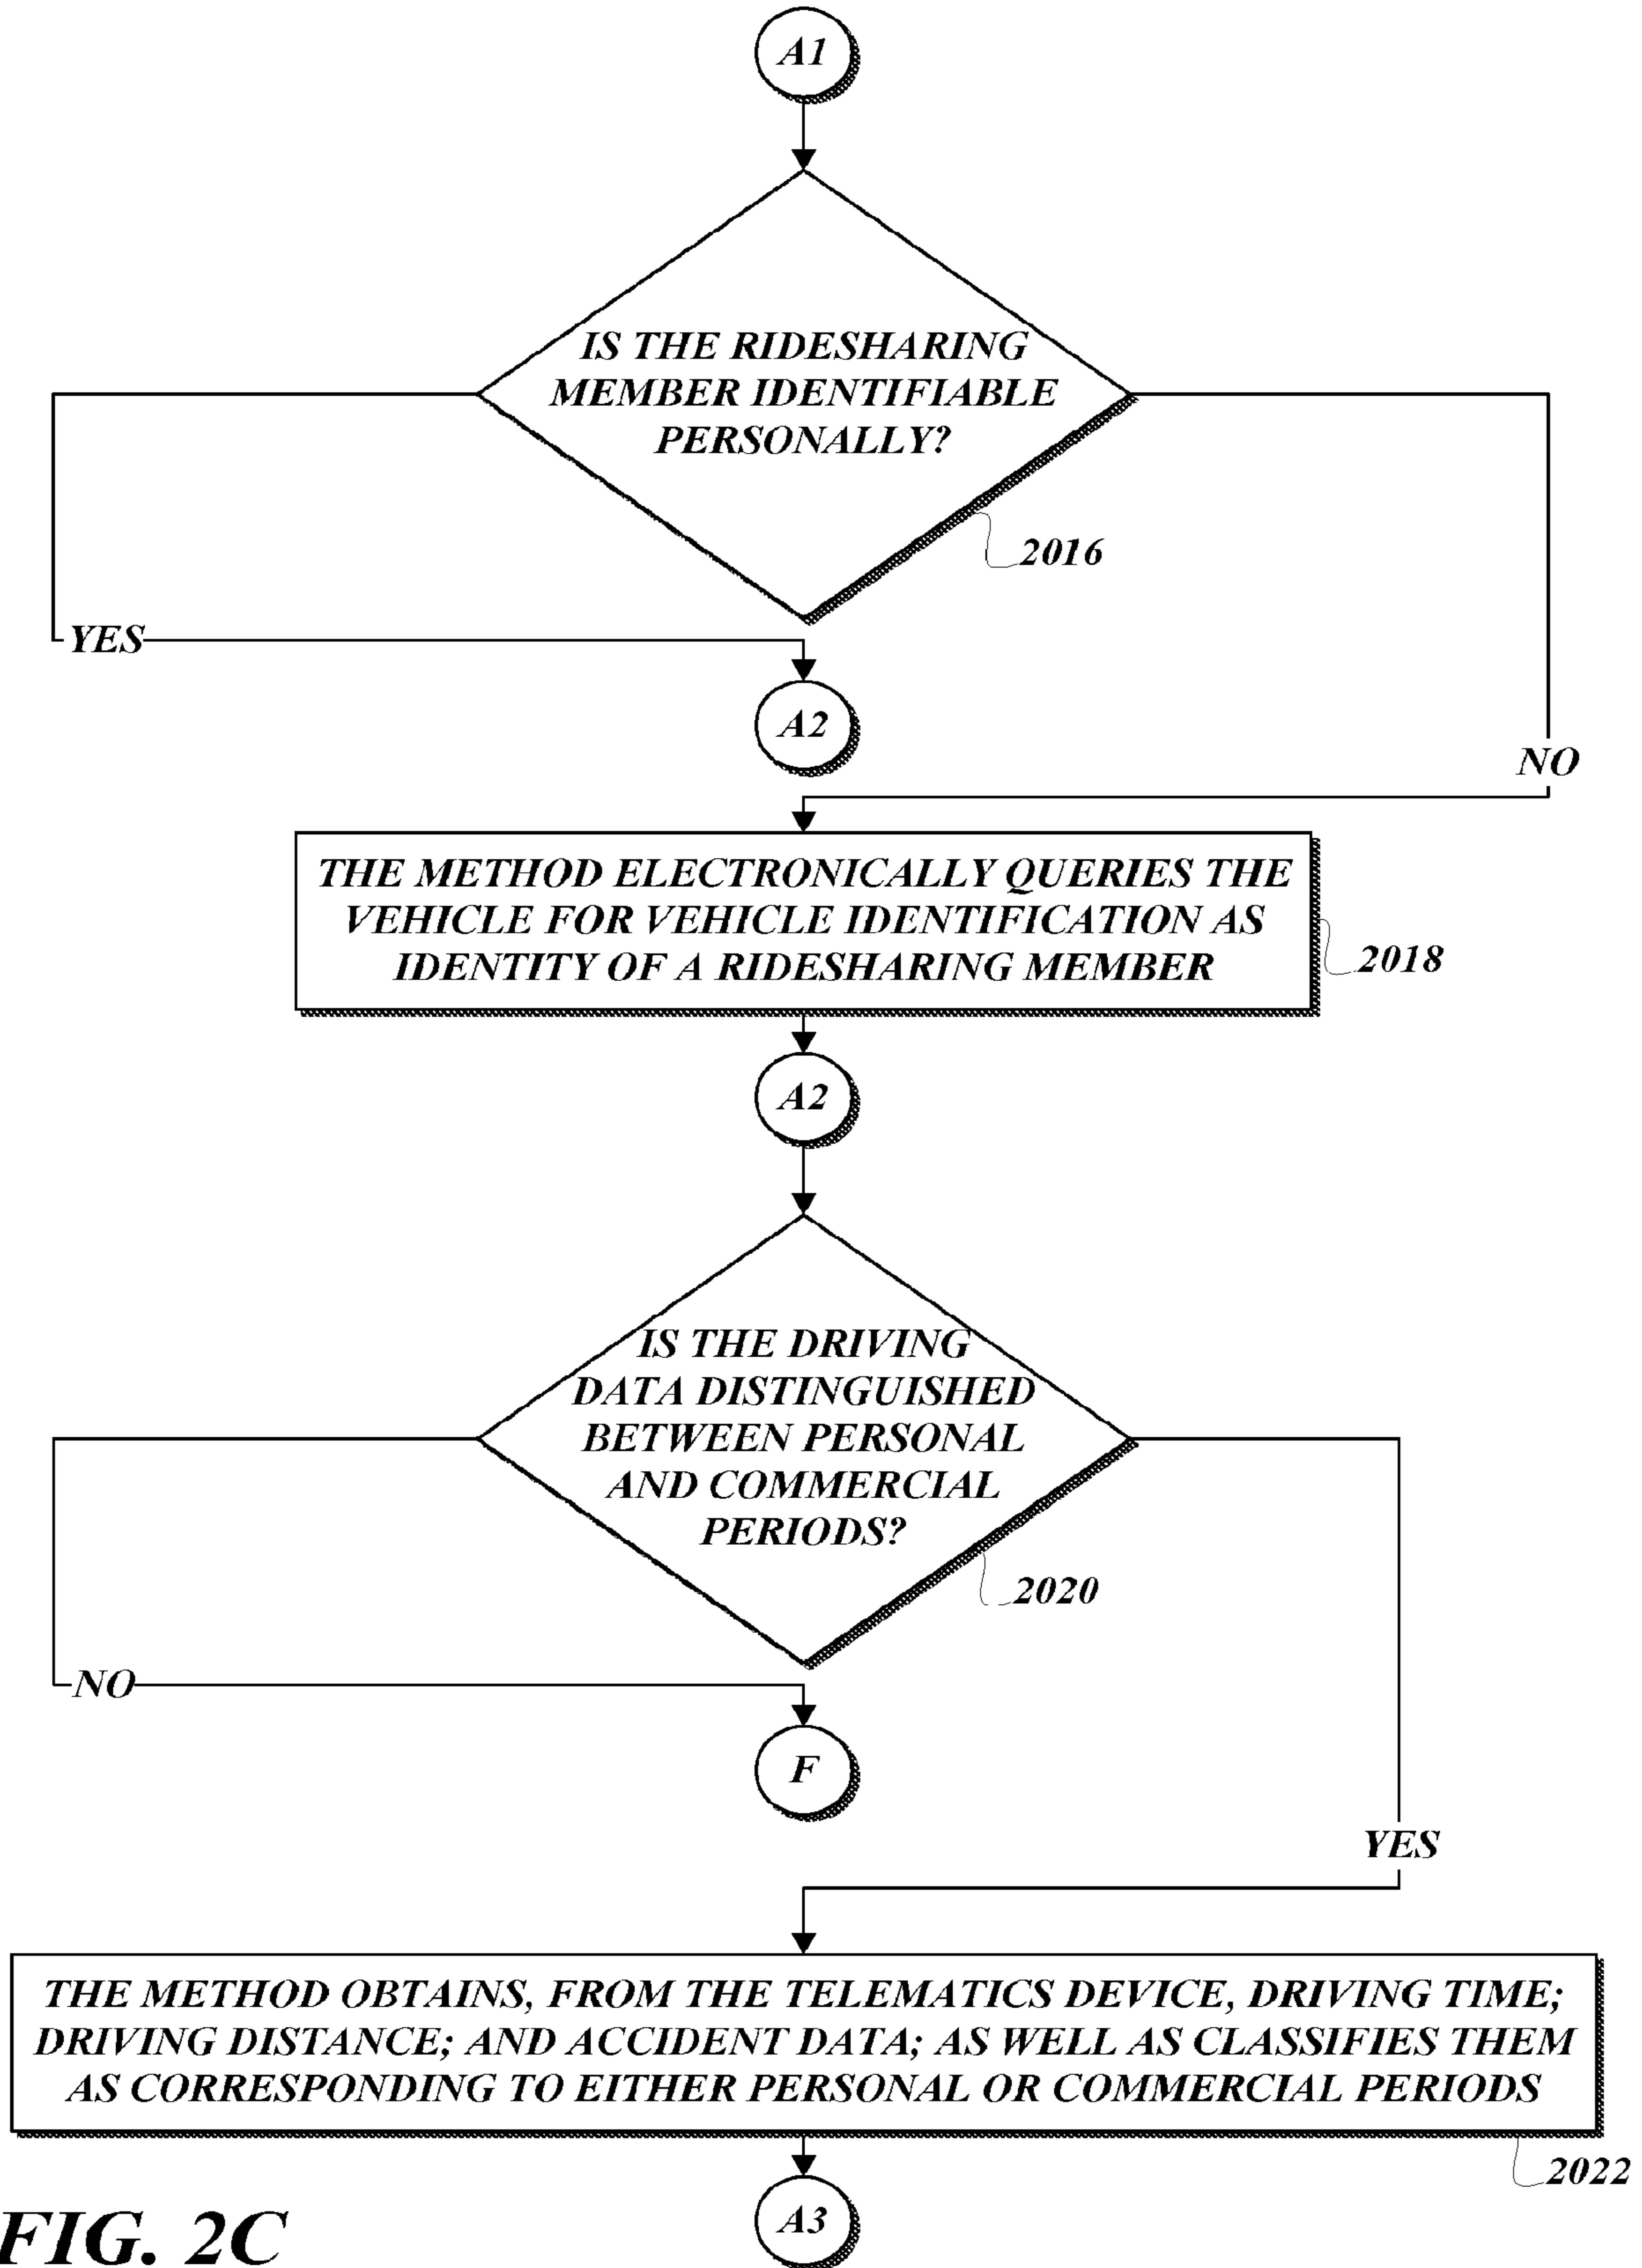 A1
IS THE RIDESHARING
MEMBER IDENTIFIABLE
PERSONALLY?
2016
YES
A2
NO
THE METHOD ELECTRONICALLY QUERIES THE
VEHICLE FOR VEHICLE IDENTIFICATION AS
IDENTITY OF A RIDESHARING MEMBER
2018
A2
IS THE DRIVING
DATA DISTINGUISHED
BETWEEN PERSONAL
AND COMMERCIAL
PERIODS?
2020
NO
F
YES
THE METHOD OBTAINS, FROM THE TELEMATICS DEVICE, DRIVING TIME;
DRIVING DISTANCE; AND ACCIDENT DATA; AS WELL AS CLASSIFIES THEM
AS CORRESPONDING TO EITHER PERSONAL OR COMMERCIAL PERIODS
2022
A3
FIG. 2C